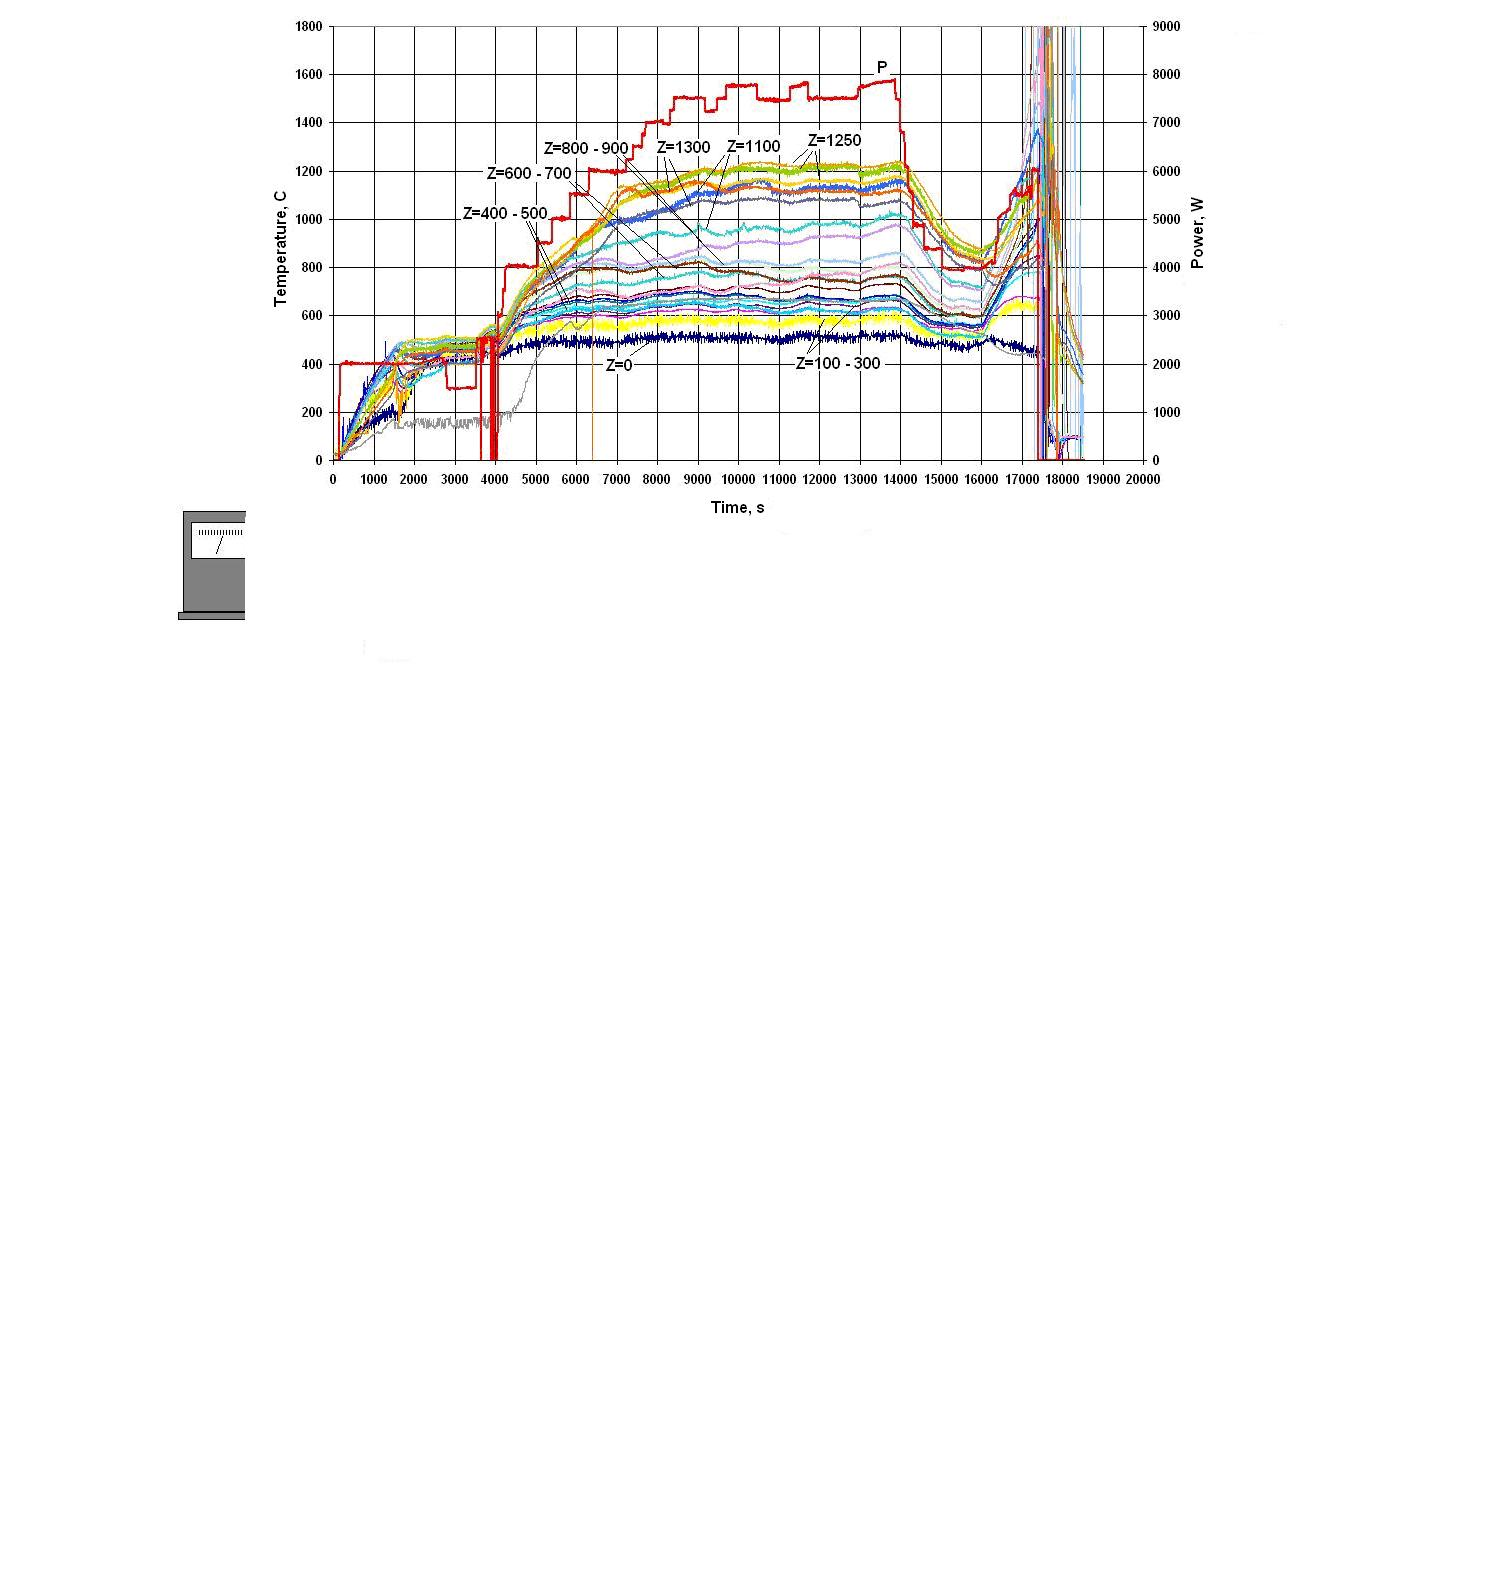 1800
1600
1400
1200
1000
800
600
400
200
0
Temperature, C
9000
8000
7000
6000
5000
4000
3000
2000
1000
0
Power, W
P
Z=800 - 900
Z=1300
Z=1100
Z=1250
Z=600 - 700
Z=400 - 500
Z=0
Z=100 - 300
0 1000 2000 3000 4000 5000 6000 7000 8000 9000 10000 11000 12000 13000 14000 15000 16000 17000 18000 19000 20000
Time, s